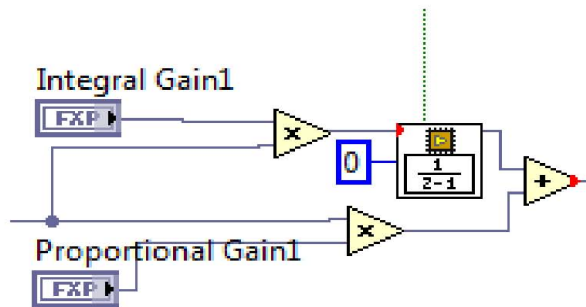 Integral Gain1
FXP
×
0
1
z-1
+
×
Proportional Gain1
FXP